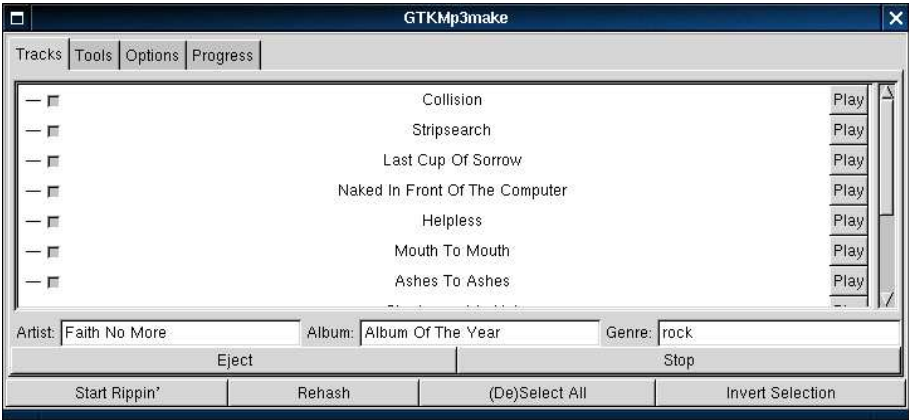 GTKMp3make
Tracks Tools Options Progress
Collision Play
Stripsearch Play
Last Cup Of Sorrow Play
Naked In Front Of The Computer Play
Helpless Play
Mouth To Mouth Play
Ashes To Ashes Play
Artist: Faith No More Album: Album Of The Year Genre: rock
Eject Stop
Start Rippin' Rehash (De)Select All Invert Selection